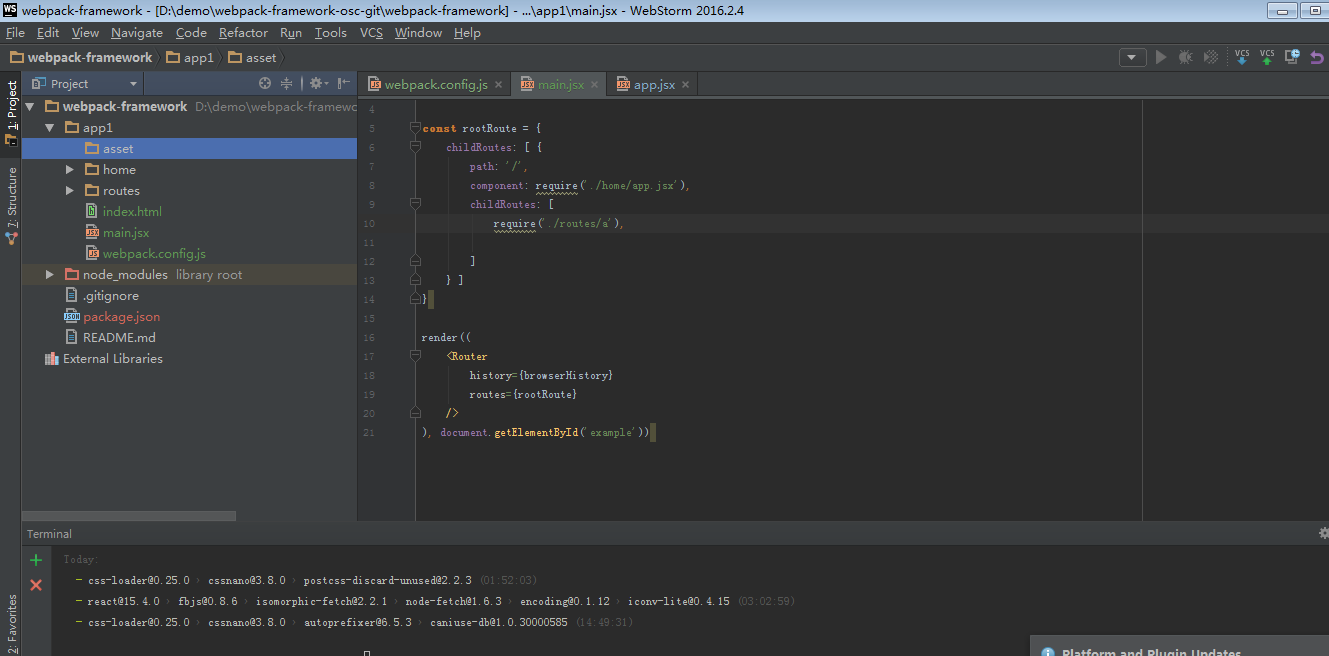 webpack-framework - [D:\demo\webpack-framework-osc-git\webpack-framework] - ...\app1\main.jsx - WebStorm 2016.2.4
File Edit View Navigate Code Refactor Run Tools VCS Window Help
webpack-framework app1 asset
VCS VCS
1: Project
7: Structure
2: Favorites
Project
webpack-framework D:\demo\webpack-framewo
app1
asset
home
routes
index.html
main.jsx
webpack.config.js
node_modules library root
.gitignore
package.json
README.md
External Libraries
webpack.config.js main.jsx app.jsx
4
5 const rootRoute = {
6 childRoutes: [ {
7 path: '/',
8 component: require('./home/app.jsx'),
9 childRoutes: [
10 require('./routes/a'),
11
12 ]
13 } ]
14 }
15
16 render((
17 <Router
18 history={browserHistory}
19 routes={rootRoute}
20 />
21 ), document.getElementById('example'))
Terminal
Today:
- css-loader@0.25.0 › cssnano@3.8.0 › postcss-discard-unused@2.2.3 (01:52:03)
- react@15.4.0 › fbjs@0.8.6 › isomorphic-fetch@2.2.1 › node-fetch@1.6.3 › encoding@0.1.12 › iconv-lite@0.4.15 (03:02:59)
- css-loader@0.25.0 › cssnano@3.8.0 › autoprefixer@6.5.3 › caniuse-db@1.0.30000585 (14:49:31)
Platform and Plugin Updates